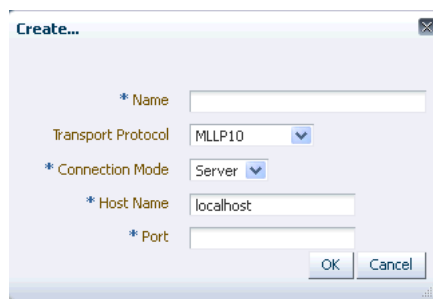 Create...
* Name
Transport Protocol MLLP10
* Connection Mode Server
* Host Name localhost
* Port
OK Cancel